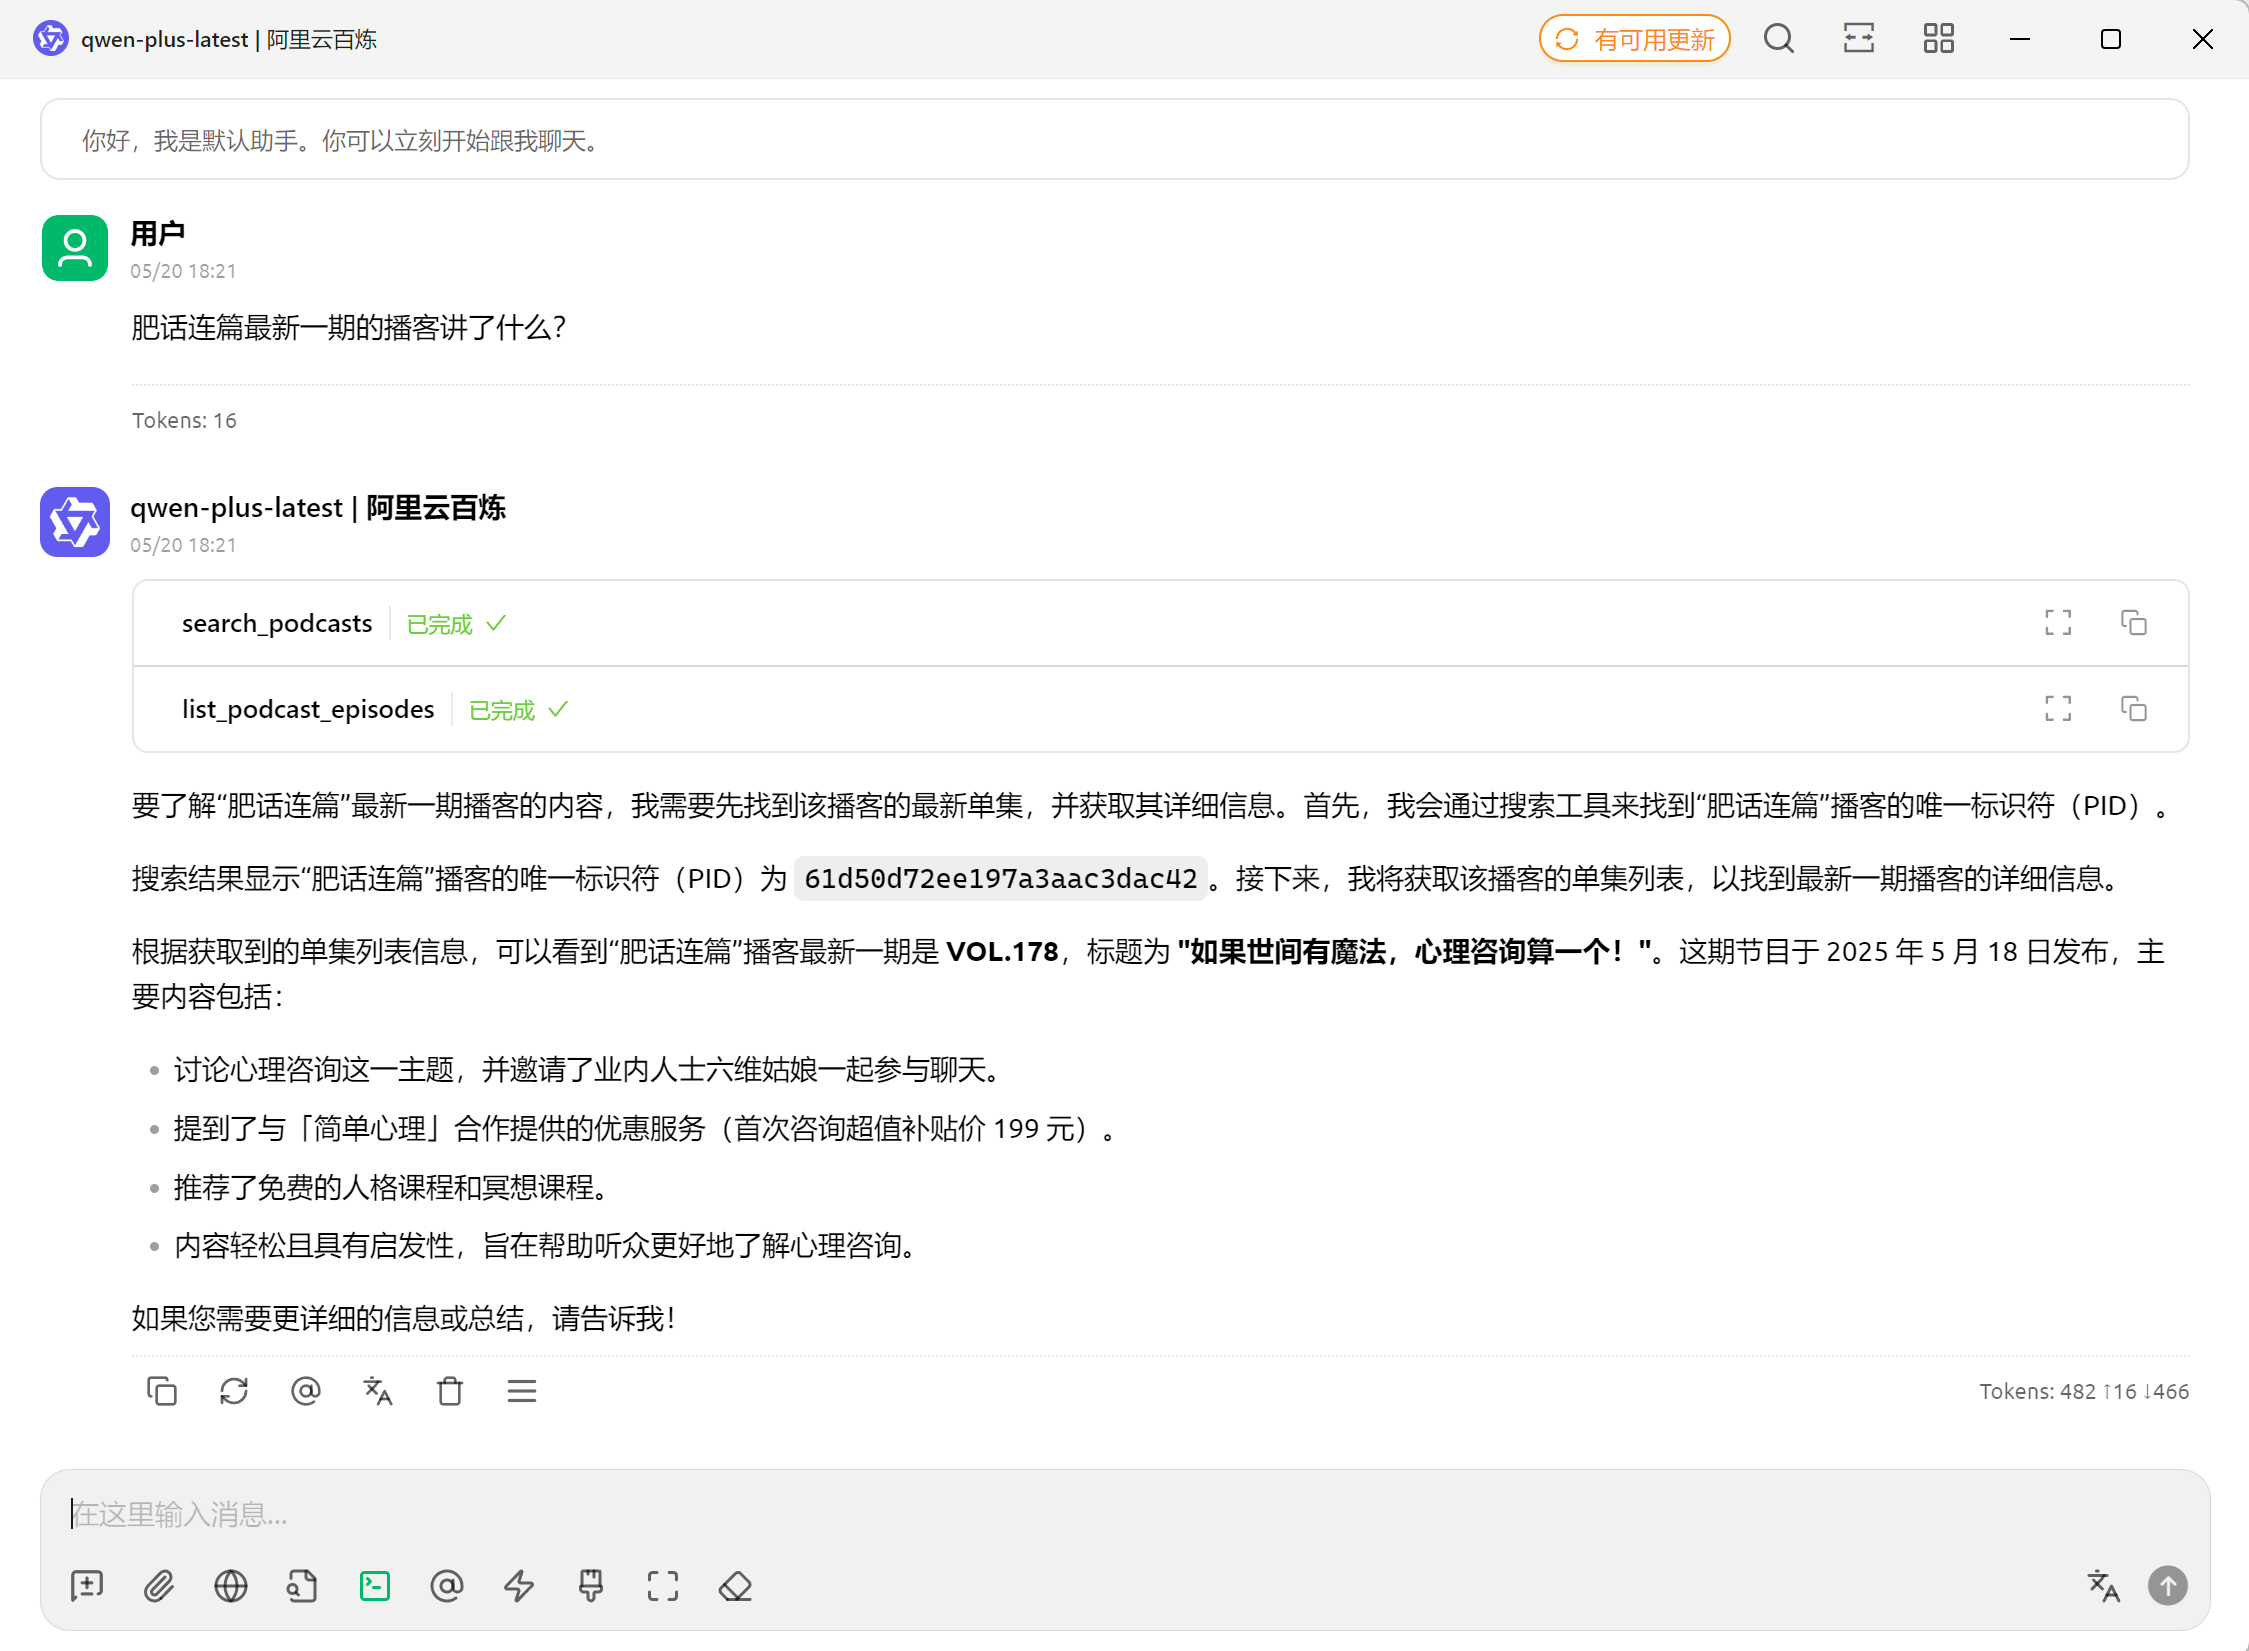 qwen-plus-latest | 阿里云百炼
有可用更新
你好，我是默认助手。你可以立刻开始跟我聊天。
用户
05/20 18:21
肥话连篇最新一期的播客讲了什么？
Tokens: 16
qwen-plus-latest | 阿里云百炼
05/20 18:21
search_podcasts 已完成
list_podcast_episodes 已完成
要了解“肥话连篇”最新一期播客的内容，我需要先找到该播客的最新单集，并获取其详细信息。首先，我会通过搜索工具来找到“肥话连篇”播客的唯一标识符（PID）。
搜索结果显示“肥话连篇”播客的唯一标识符（PID）为 61d50d72ee197a3aac3dac42。接下来，我将获取该播客的单集列表，以找到最新一期播客的详细信息。
根据获取到的单集列表信息，可以看到“肥话连篇”播客最新一期是 VOL.178，标题为 "如果世间有魔法，心理咨询算一个！"。这期节目于 2025 年 5 月 18 日发布，主
要内容包括：
讨论心理咨询这一主题，并邀请了业内人士六维姑娘一起参与聊天。
提到了与「简单心理」合作提供的优惠服务（首次咨询超值补贴价 199 元）。
推荐了免费的人格课程和冥想课程。
内容轻松且具有启发性，旨在帮助听众更好地了解心理咨询。
如果您需要更详细的信息或总结，请告诉我！
Tokens: 482 ↑16 ↓466
在这里输入消息...